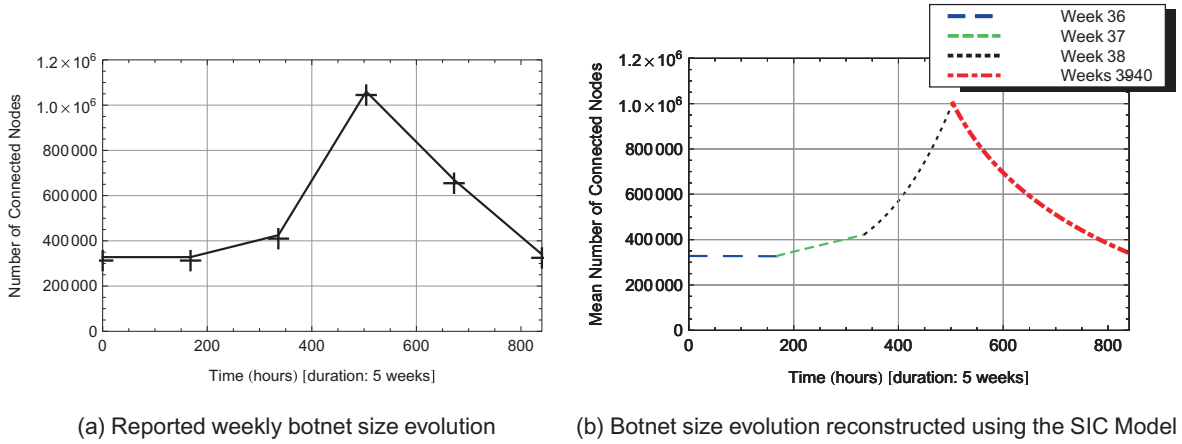 1.2 × 10⁶
1.0 × 10⁶
800 000
600 000
400 000
200 000
0
Number of Connected Nodes
0
200
400
600
800
Time (hours) [duration: 5 weeks]
(a) Reported weekly botnet size evolution
Week 36
Week 37
Week 38
Weeks 3940
1.2 × 10⁶
1.0 × 10⁶
800 000
600 000
400 000
200 000
0
Mean Number of Connected Nodes
0
200
400
600
800
Time (hours) [duration: 5 weeks]
(b) Botnet size evolution reconstructed using the SIC Model